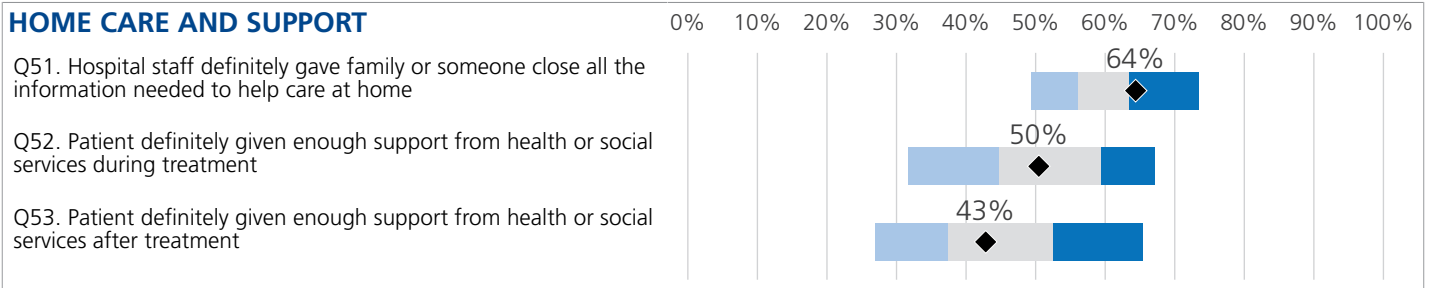 HOME CARE AND SUPPORT
0% 10% 20% 30% 40% 50% 60% 70% 80% 90% 100%
Q51. Hospital staff definitely gave family or someone close all the
information needed to help care at home
64%
Q52. Patient definitely given enough support from health or social
services during treatment
50%
Q53. Patient definitely given enough support from health or social
services after treatment
43%